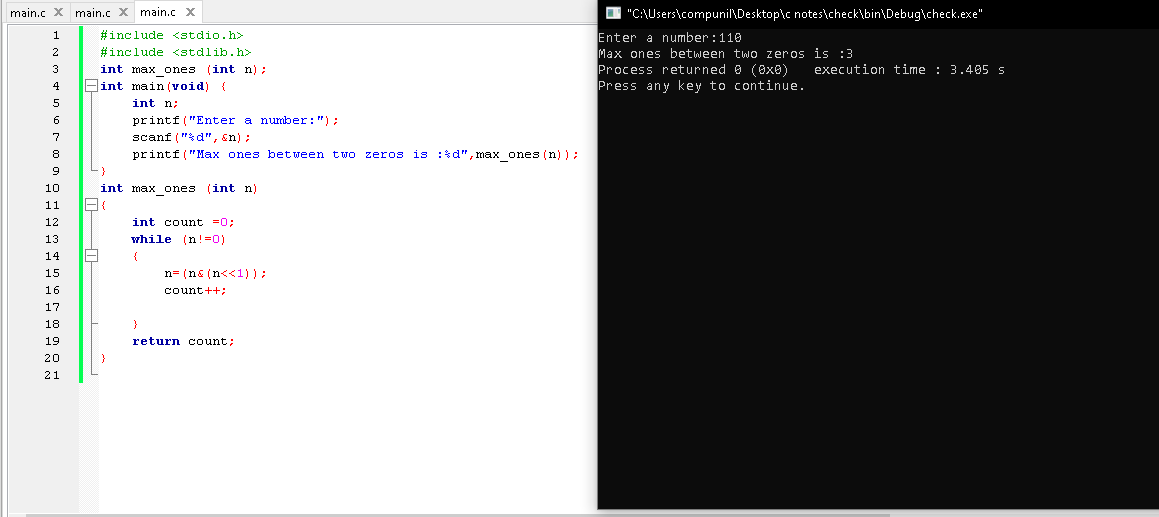 main.c X main.c X main.c X
1 #include <stdio.h>
2 #include <stdlib.h>
3 int max_ones (int n);
4 int main(void) {
5 int n;
6 printf("Enter a number:");
7 scanf("%d",&n);
8 printf("Max ones between two zeros is :%d",max_ones(n));
9 }
10 int max_ones (int n)
11 {
12 int count =0;
13 while (n!=0)
14 {
15 n=(n&(n<<1));
16 count++;
17
18 }
19 return count;
20 }
21
"C:\Users\compunil\Desktop\c notes\check\bin\Debug\check.exe"
Enter a number:110
Max ones between two zeros is :3
Process returned 0 (0x0)   execution time : 3.405 s
Press any key to continue.